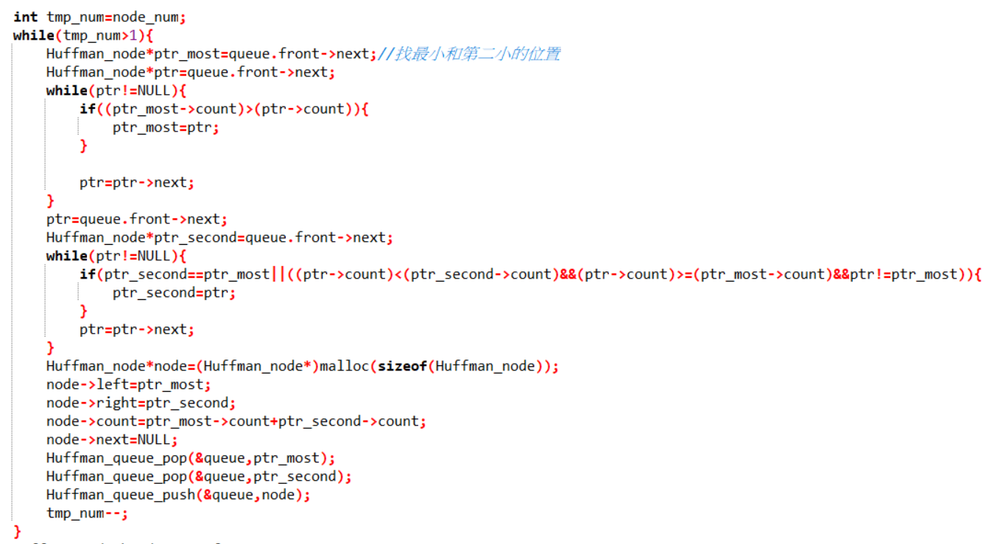 int tmp_num=node_num;
while(tmp_num>1){
    Huffman_node*ptr_most=queue.front->next;//找最小和第二小的位置
    Huffman_node*ptr=queue.front->next;
    while(ptr!=NULL){
        if((ptr_most->count)>(ptr->count)){
            ptr_most=ptr;
        }
        ptr=ptr->next;
    }
    ptr=queue.front->next;
    Huffman_node*ptr_second=queue.front->next;
    while(ptr!=NULL){
        if(ptr_second==ptr_most||((ptr->count)<(ptr_second->count)&&(ptr->count)>=(ptr_most->count)&&ptr!=ptr_most)){
            ptr_second=ptr;
        }
        ptr=ptr->next;
    }
    Huffman_node*node=(Huffman_node*)malloc(sizeof(Huffman_node));
    node->left=ptr_most;
    node->right=ptr_second;
    node->count=ptr_most->count+ptr_second->count;
    node->next=NULL;
    Huffman_queue_pop(&queue,ptr_most);
    Huffman_queue_pop(&queue,ptr_second);
    Huffman_queue_push(&queue,node);
    tmp_num--;
}